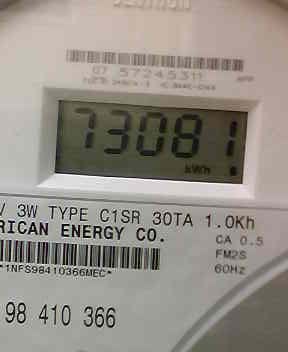 07 57245311
73081
kWh
V 3W TYPE C1SR 30TA 1.0Kh
RICAN ENERGY CO.
CA 0.5
FM2S
60Hz
*1NFS98410366MEC*
98 410 366